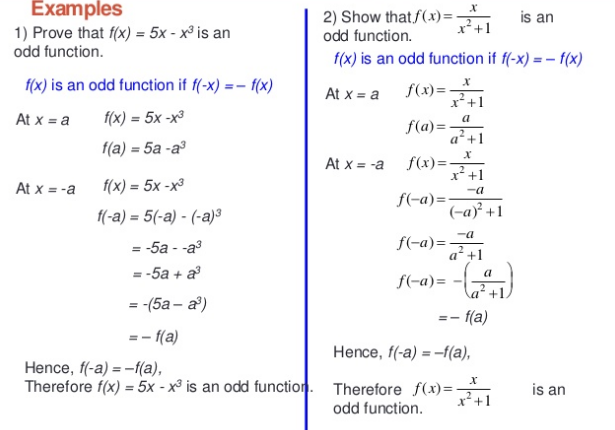 Examples
1) Prove that f(x) = 5x - x³ is an
odd function.
f(x) is an odd function if f(-x) = – f(x)
At x = a f(x) = 5x -x³
f(a) = 5a -a³
At x = -a f(x) = 5x -x³
f(-a) = 5(-a) - (-a)³
= -5a - -a³
= -5a + a³
= -(5a – a³)
= – f(a)
Hence, f(-a) = –f(a),
Therefore f(x) = 5x - x³ is an odd function.
2) Show that f(x) = x/(x²+1) is an
odd function.
f(x) is an odd function if f(-x) = – f(x)
At x = a f(x) = x/(x²+1)
f(a) = a/(a²+1)
At x = -a f(x) = x/(x²+1)
f(–a) = –a/((–a)²+1)
f(–a) = –a/(a²+1)
f(–a) = –(a/(a²+1))
= – f(a)
Hence, f(-a) = –f(a),
Therefore f(x) = x/(x²+1) is an
odd function.